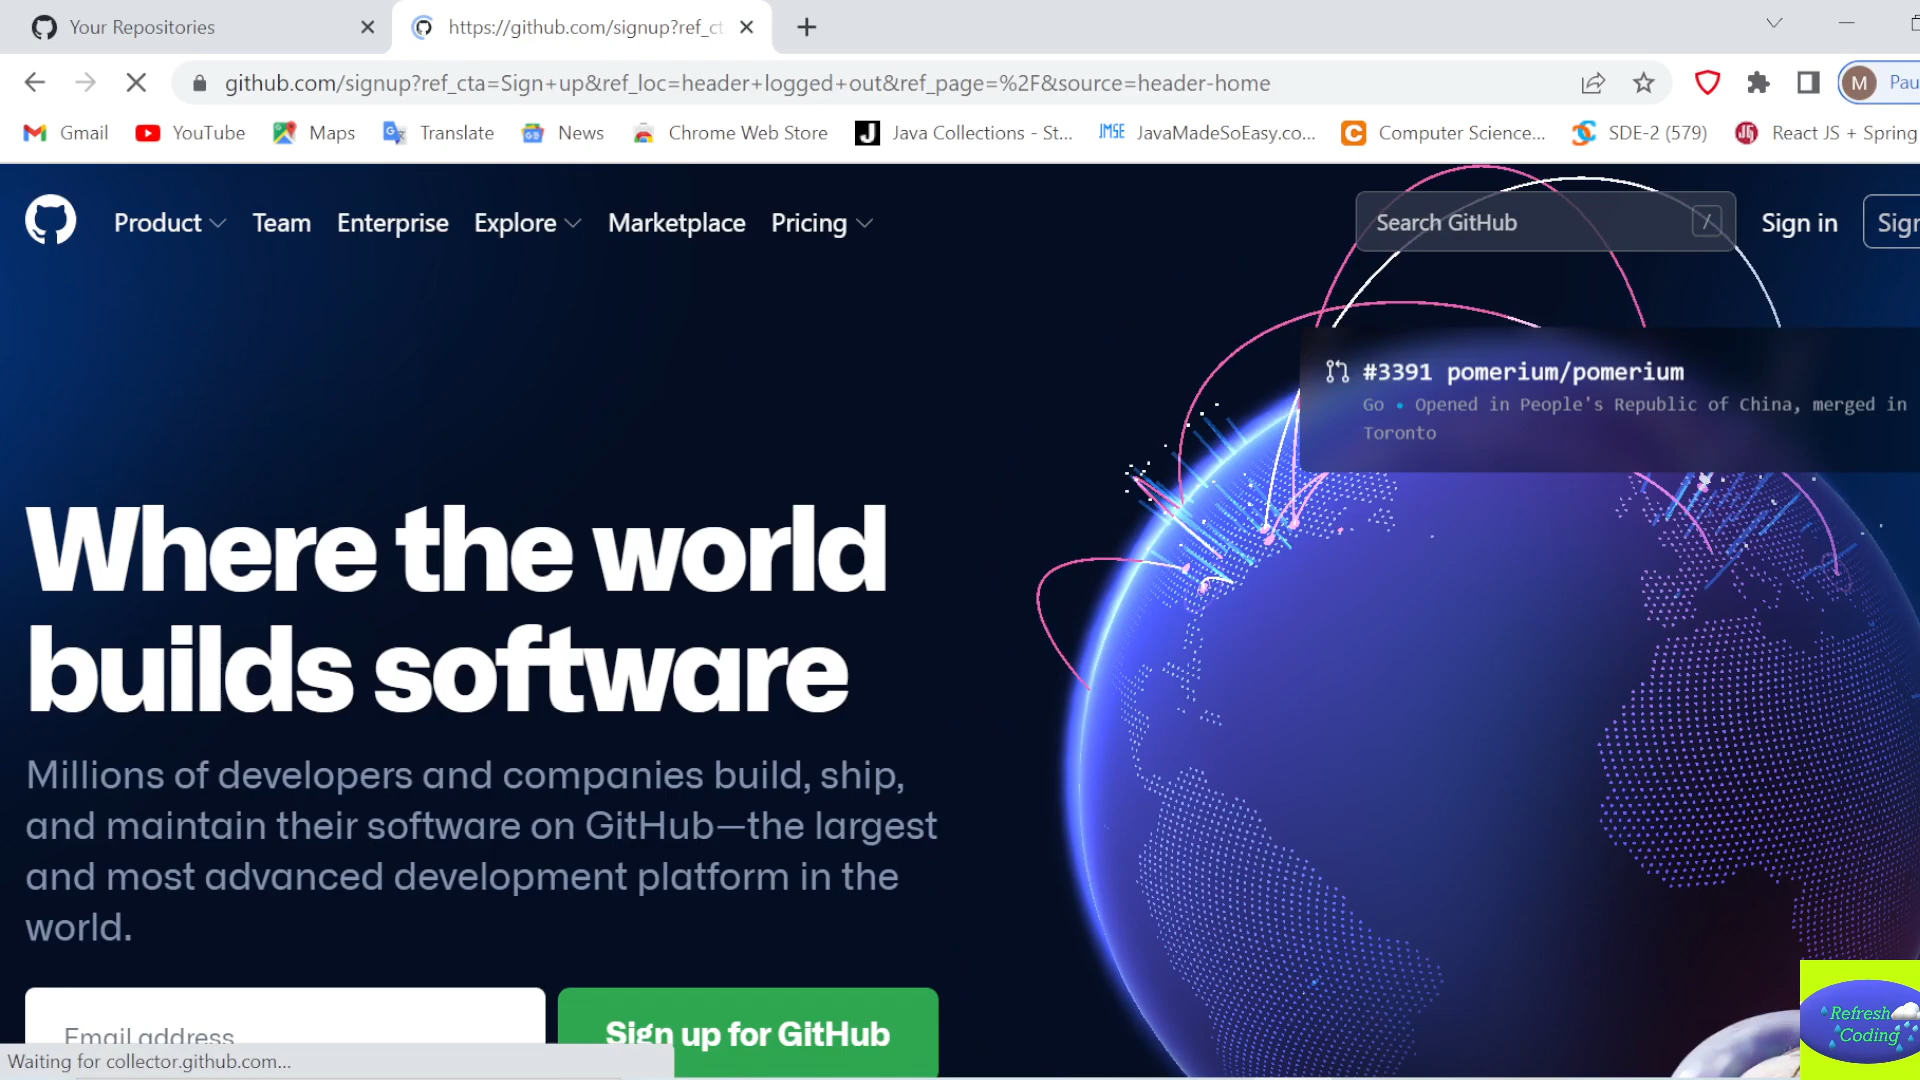 Your Repositories
https://github.com/signup?ref_ct
github.com/signup?ref_cta=Sign+up&ref_loc=header+logged+out&ref_page=%2F&source=header-home
M Pau
Gmail YouTube Maps Translate News Chrome Web Store Java Collections - St... JavaMadeSoEasy.co... Computer Science... SDE-2 (579) React JS + Spring
Product Team Enterprise Explore Marketplace Pricing Search GitHub / Sign in Sign
#3391 pomerium/pomerium
Go • Opened in People's Republic of China, merged in
Toronto
Where the world
builds software
Millions of developers and companies build, ship,
and maintain their software on GitHub—the largest
and most advanced development platform in the
world.
Email address
Sign up for GitHub
Waiting for collector.github.com...
Refresh
Coding